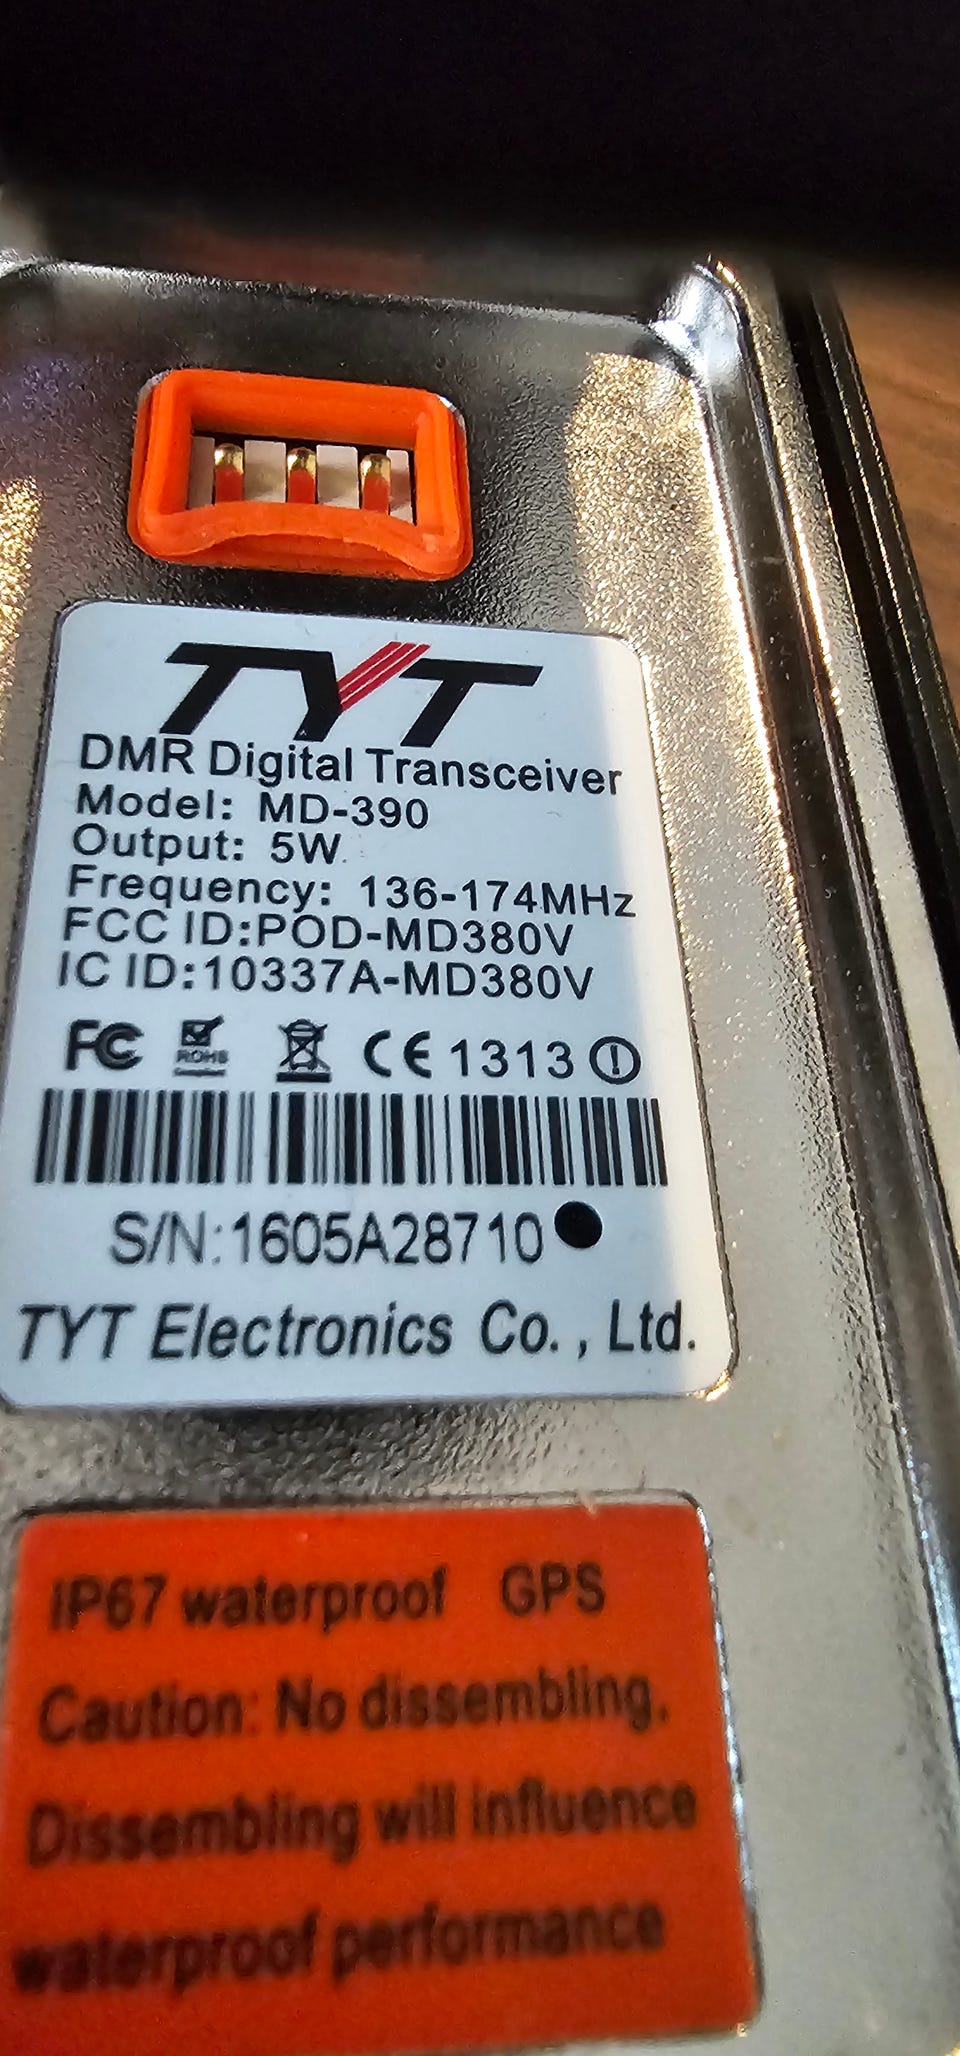 TYT
DMR Digital Transceiver
Model: MD-390
Output: 5W
Frequency: 136-174MHz
FCC ID:POD-MD380V
IC ID:10337A-MD380V
FC ROHS CE 1313
S/N:1605A28710
TYT Electronics Co., Ltd.
IP67 waterproof GPS
Caution: No dissembling.
Dissembling will influence
waterproof performance